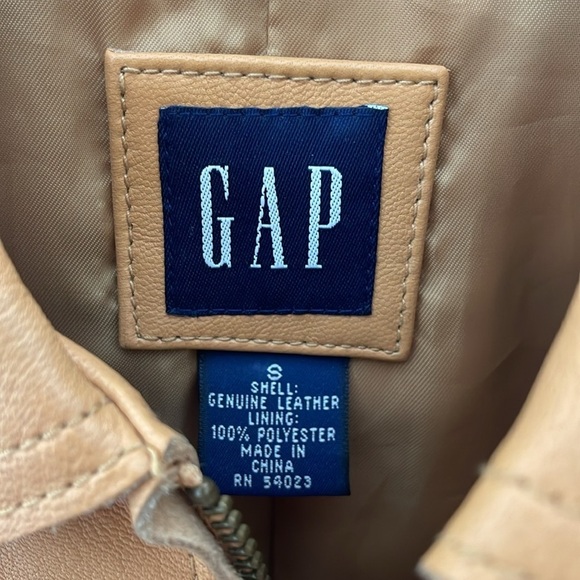 GAP
S
SHELL:
GENUINE LEATHER
LINING:
100% POLYESTER
MADE IN
CHINA
RN 54023